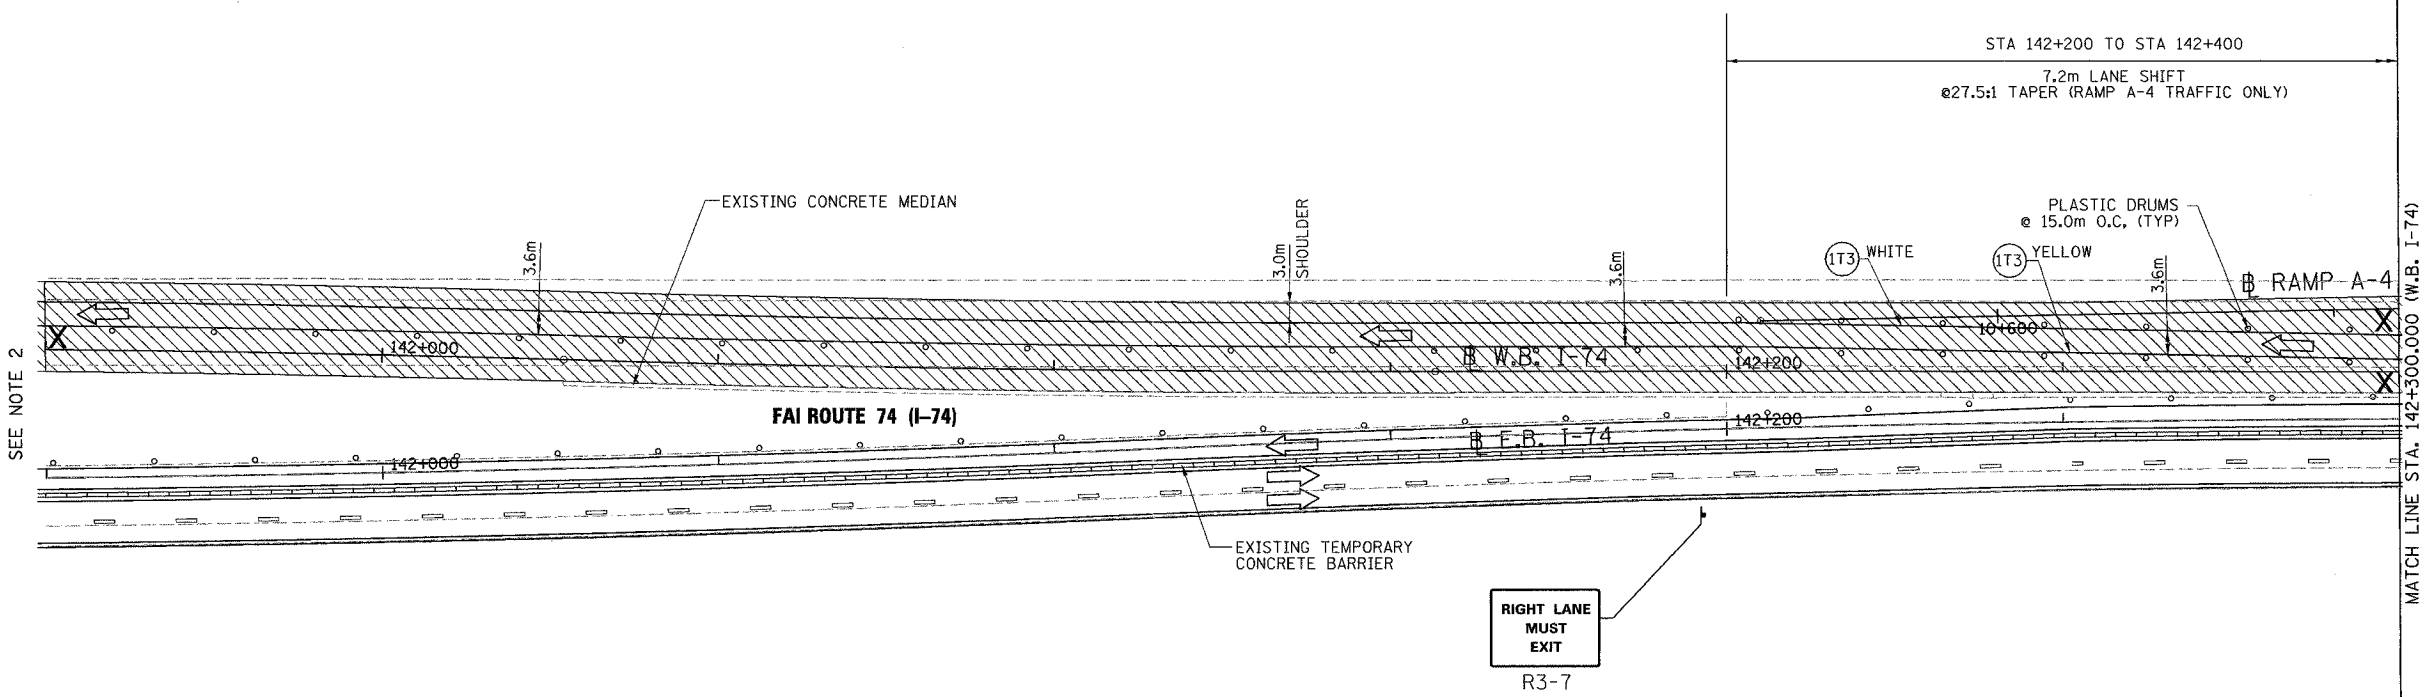 STA 142+200 TO STA 142+400
7.2m LANE SHIFT
@27.5:1 TAPER (RAMP A-4 TRAFFIC ONLY)
EXISTING CONCRETE MEDIAN
3.6m
3.0m
SHOULDER
3.6m
PLASTIC DRUMS
@ 15.0m O.C. (TYP)
1T3 WHITE
1T3 YELLOW
3.6m
RAMP A-4
X
X
142+000
10+600
W.B. I-74
142+200
X
FAI ROUTE 74 (I-74)
142+200
E.B. I-74
142+000
SEE NOTE 2
MATCH LINE STA. 142+300.000 (W.B. I-74)
EXISTING TEMPORARY
CONCRETE BARRIER
RIGHT LANE
MUST
EXIT
R3-7